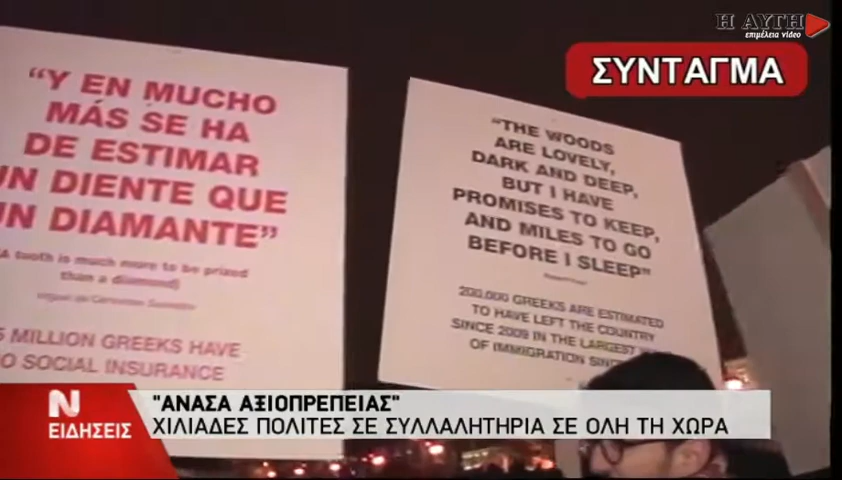 Η ΑΥΓΗ
επιμέλεια video
ΣΥΝΤΑΓΜΑ
“Y EN MUCHO
MÁS SE HA
DE ESTIMAR
UN DIENTE QUE
UN DIAMANTE”
A tooth is much more to be prized
than a diamond
Miguel de Cervantes
5 MILLION GREEKS HAVE
NO SOCIAL INSURANCE
“THE WOODS
ARE LOVELY,
DARK AND DEEP,
BUT I HAVE
PROMISES TO KEEP,
AND MILES TO GO
BEFORE I SLEEP”
200,000 GREEKS ARE ESTIMATED
TO HAVE LEFT THE COUNTRY
SINCE 2009 IN THE LARGEST
OF IMMIGRATION
N
ΕΙΔΗΣΕΙΣ
"ΑΝΑΣΑ ΑΞΙΟΠΡΕΠΕΙΑΣ"
ΧΙΛΙΑΔΕΣ ΠΟΛΙΤΕΣ ΣΕ ΣΥΛΛΑΛΗΤΗΡΙΑ ΣΕ ΟΛΗ ΤΗ ΧΩΡΑ